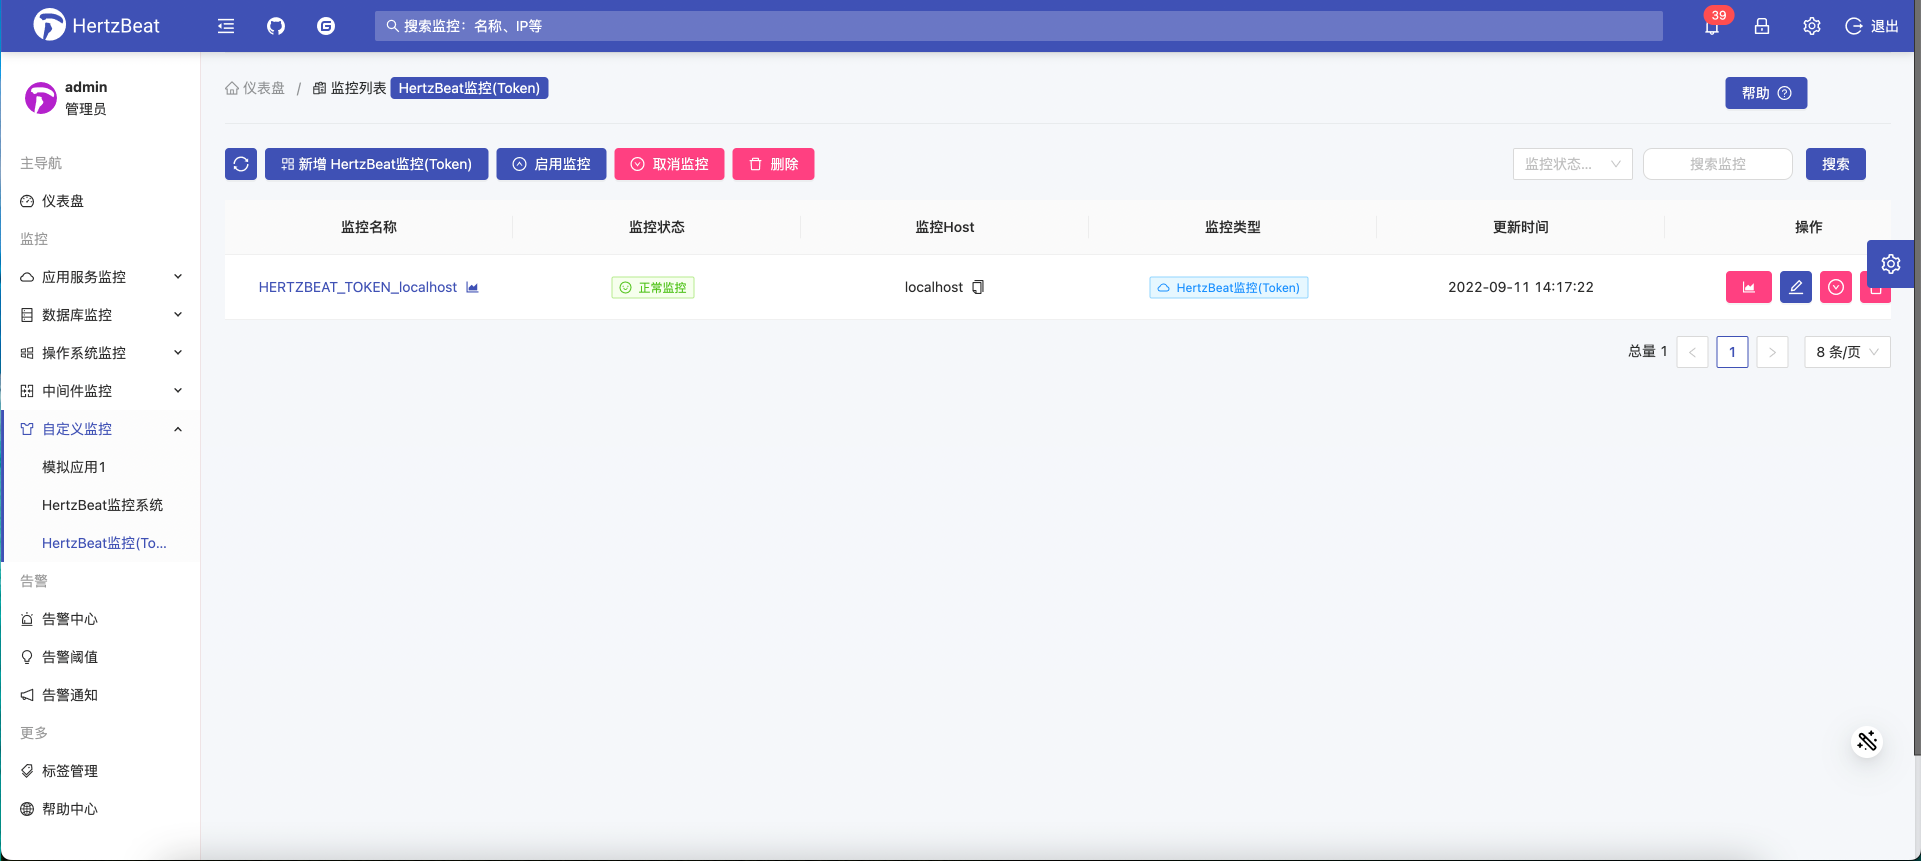 HertzBeat
搜索监控：名称、IP等
39
退出
admin
管理员
主导航
仪表盘
监控
应用服务监控
数据库监控
操作系统监控
中间件监控
自定义监控
模拟应用1
HertzBeat监控系统
HertzBeat监控(To...
告警
告警中心
告警阈值
告警通知
更多
标签管理
帮助中心
仪表盘 / 监控列表 HertzBeat监控(Token)
帮助
新增 HertzBeat监控(Token) 启用监控 取消监控 删除
监控状态... 搜索监控 搜索
监控名称 监控状态 监控Host 监控类型 更新时间 操作
HERTZBEAT_TOKEN_localhost 正常监控 localhost HertzBeat监控(Token) 2022-09-11 14:17:22
总量 1 < 1 > 8 条/页